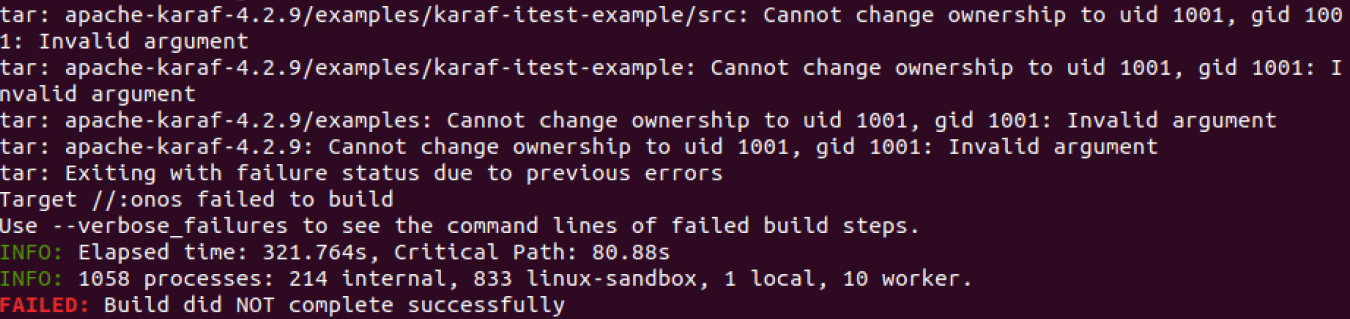 tar: apache-karaf-4.2.9/examples/karaf-itest-example/src: Cannot change ownership to uid 1001, gid 100
1: Invalid argument
tar: apache-karaf-4.2.9/examples/karaf-itest-example: Cannot change ownership to uid 1001, gid 1001: I
nvalid argument
tar: apache-karaf-4.2.9/examples: Cannot change ownership to uid 1001, gid 1001: Invalid argument
tar: apache-karaf-4.2.9: Cannot change ownership to uid 1001, gid 1001: Invalid argument
tar: Exiting with failure status due to previous errors
Target //:onos failed to build
Use --verbose_failures to see the command lines of failed build steps.
INFO: Elapsed time: 321.764s, Critical Path: 80.88s
INFO: 1058 processes: 214 internal, 833 linux-sandbox, 1 local, 10 worker.
FAILED: Build did NOT complete successfully